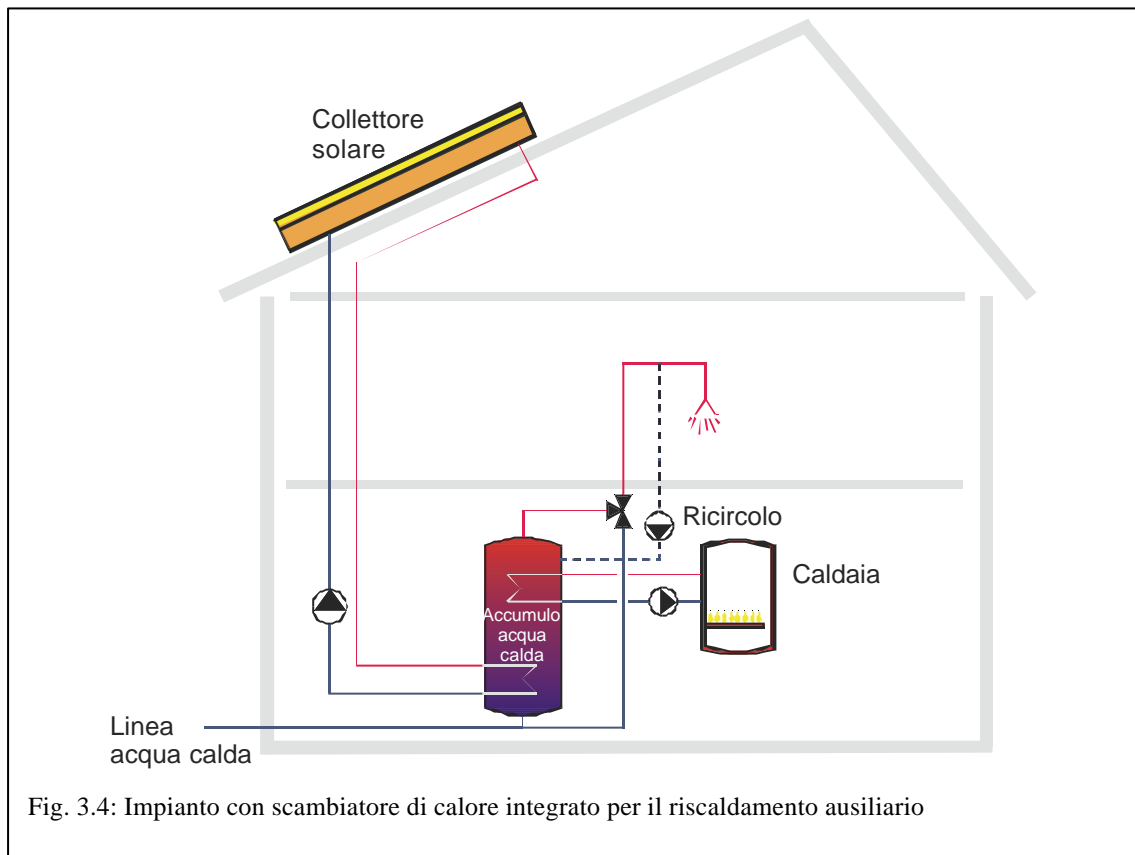 Collettore
solare
Ricircolo
Caldaia
Accumulo
acqua
calda
Linea
acqua calda
Fig. 3.4: Impianto con scambiatore di calore integrato per il riscaldamento ausiliario